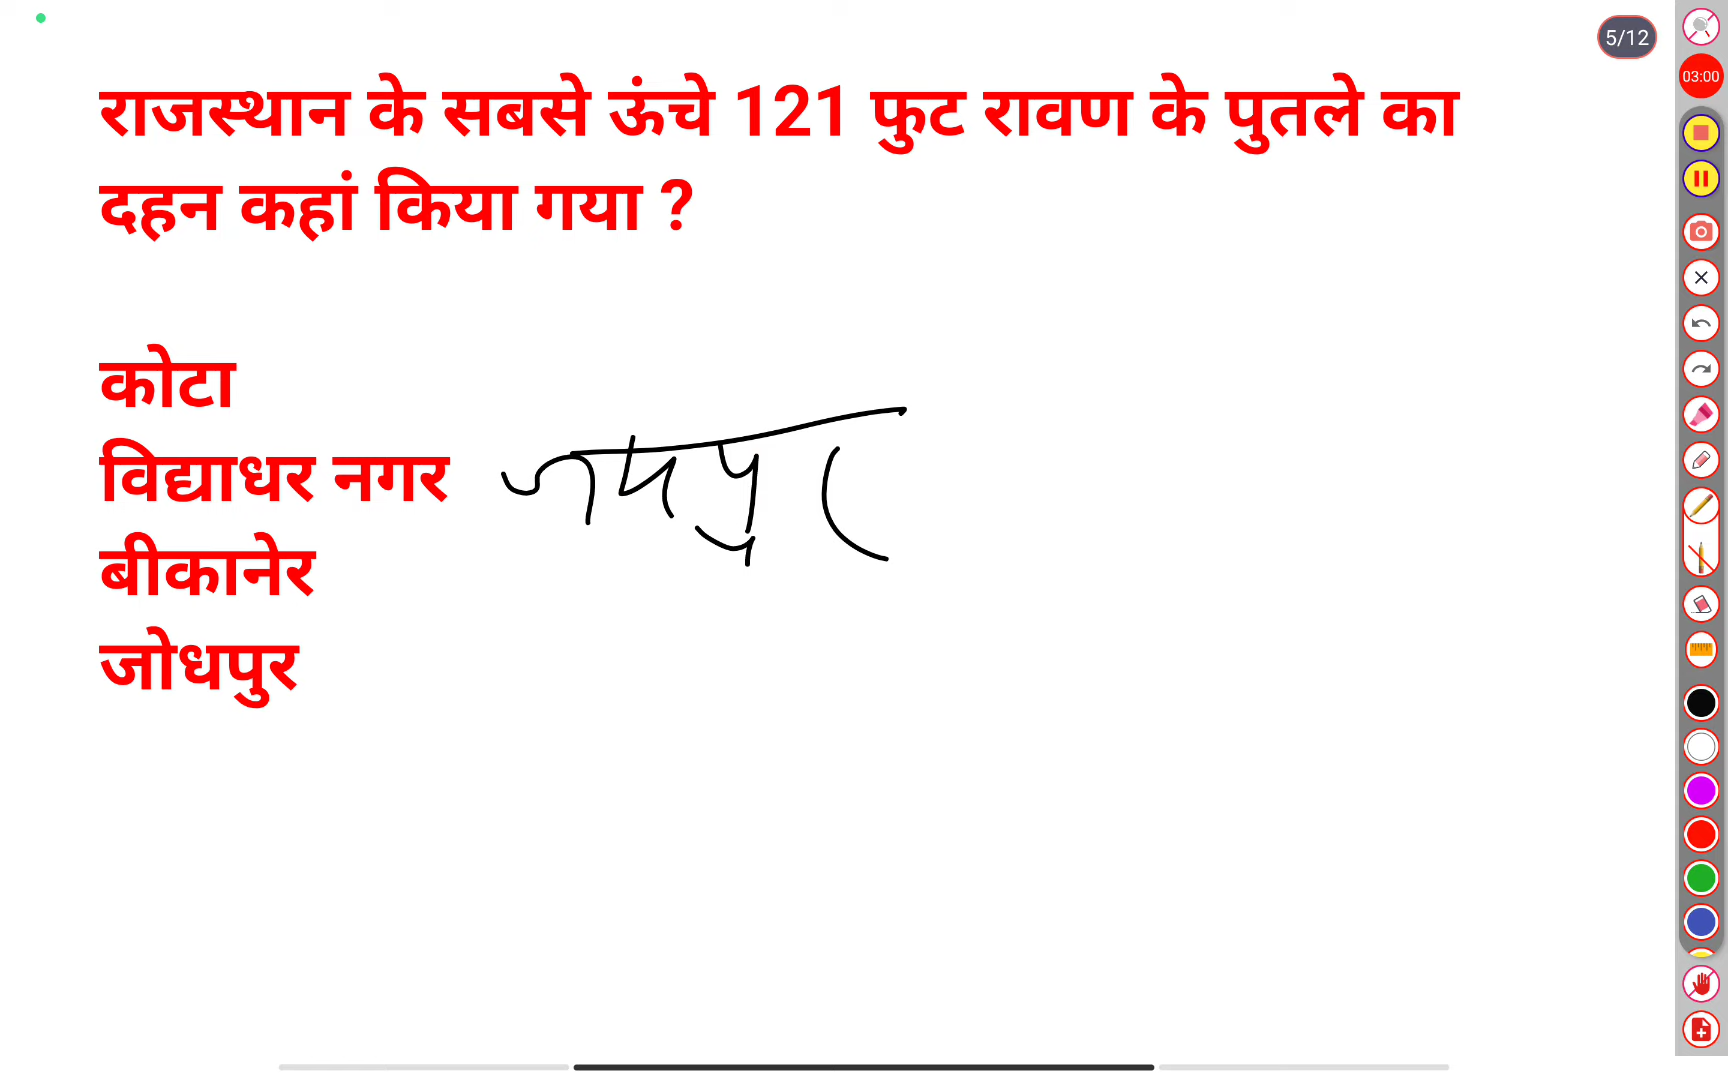 5/12
03:00
राजस्थान के सबसे ऊंचे 121 फुट रावण के पुतले का
दहन कहां किया गया ?
कोटा
विद्याधर नगर जयपुर
बीकानेर
जोधपुर